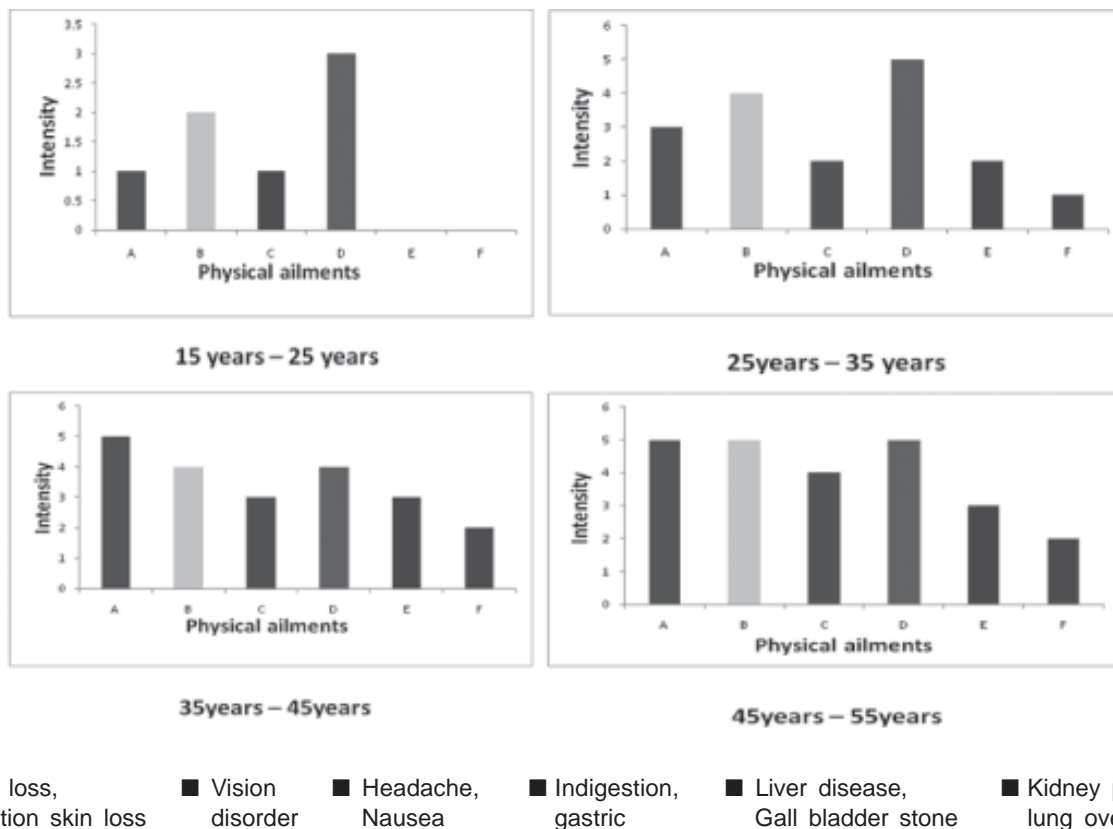 3.5
3
2.5
2
1.5
1
0.5
0
Intensity
A B C D E F
Physical ailments
15 years – 25 years
6
5
4
3
2
1
0
Intensity
A B C D E F
Physical ailments
25years – 35 years
6
5
4
3
2
1
0
Intensity
A B C D E F
Physical ailments
35years – 45years
6
5
4
3
2
1
0
Intensity
A B C D E F
Physical ailments
45years – 55years
loss,
skin loss
Vision
disorder
Headache,
Nausea
Indigestion,
gastric
Liver disease,
Gall bladder stone
Kidney
lung